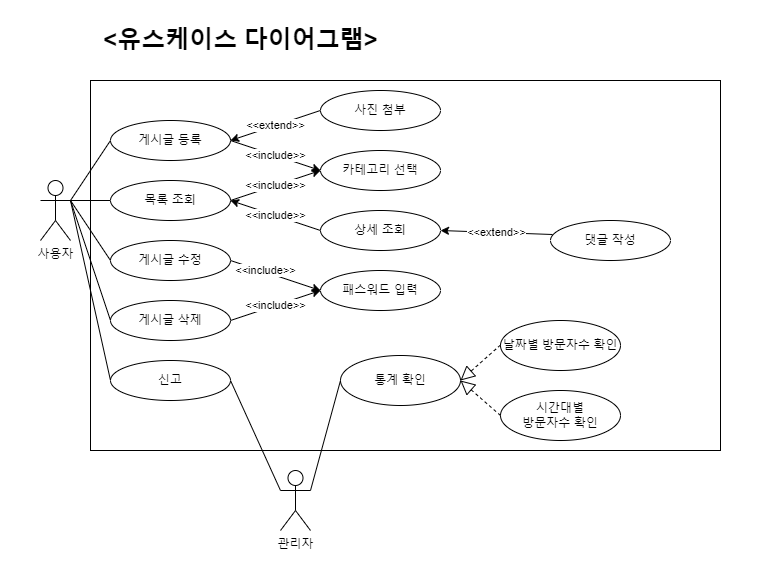 <유스케이스 다이어그램>
사진 첨부
<<extend>>
게시글 등록
<<include>>
카테고리 선택
<<include>>
목록 조회
<<include>>
상세 조회
<<extend>>
댓글 작성
사용자
게시글 수정
<<include>>
패스워드 입력
<<include>>
게시글 삭제
날짜별 방문자수 확인
신고
통계 확인
시간대별
방문자수 확인
관리자